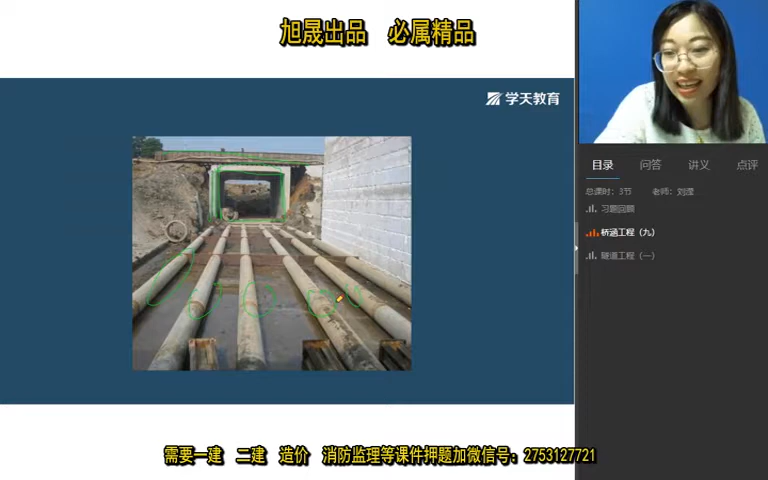 旭晟出品 必属精品
学天教育
目录 问答 讲义 点评
总课时：3节 老师：刘滢
习题回顾
桥涵工程（九）
隧道工程（一）
需要一建 二建 造价 消防监理等课件押题加微信号：2753127721